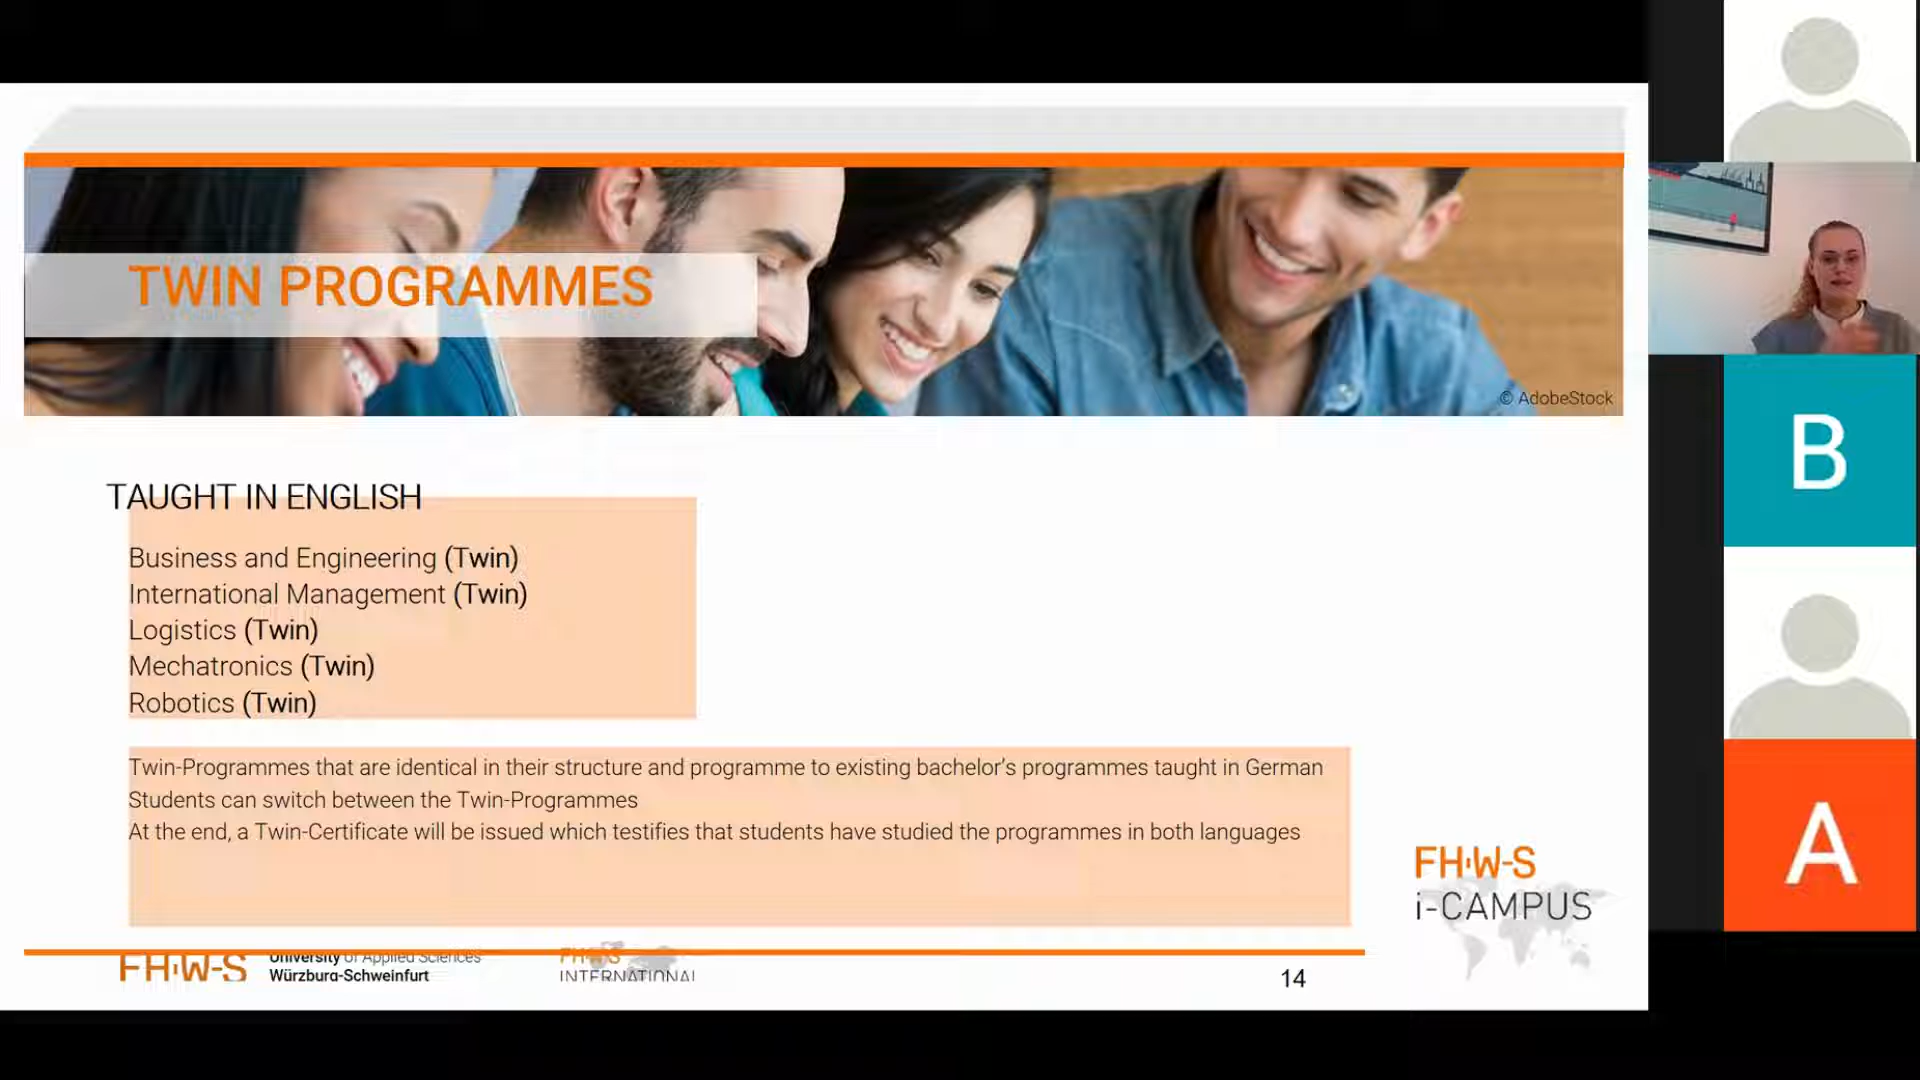 TWIN PROGRAMMES
© AdobeStock
TAUGHT IN ENGLISH
Business and Engineering (Twin)
International Management (Twin)
Logistics (Twin)
Mechatronics (Twin)
Robotics (Twin)
Twin-Programmes that are identical in their structure and programme to existing bachelor's programmes taught in German
Students can switch between the Twin-Programmes
At the end, a Twin-Certificate will be issued which testifies that students have studied the programmes in both languages
FH·W-S
i-CAMPUS
FH·W-S
University of Applied Sciences
Würzburg-Schweinfurt
FH·W-S
INTERNATIONAL
14
B
A